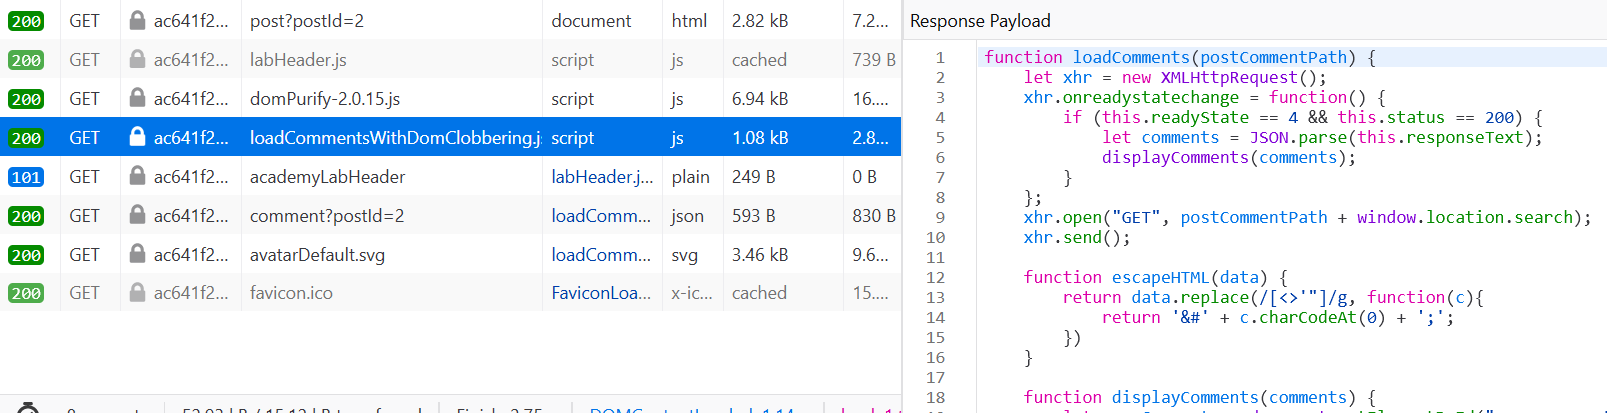 200 GET ac641f2... post?postId=2 document html 2.82 kB 7.2...
200 GET ac641f2... labHeader.js script js cached 739 B
200 GET ac641f2... domPurify-2.0.15.js script js 6.94 kB 16....
200 GET ac641f2... loadCommentsWithDomClobbering.j script js 1.08 kB 2.8...
101 GET ac641f2... academyLabHeader labHeader.j... plain 249 B 0 B
200 GET ac641f2... comment?postId=2 loadComm... json 593 B 830 B
200 GET ac641f2... avatarDefault.svg loadComm... svg 3.46 kB 9.6...
200 GET ac641f2... favicon.ico FaviconLoa... x-ic... cached 15....
Response Payload
1 function loadComments(postCommentPath) {
2 let xhr = new XMLHttpRequest();
3 xhr.onreadystatechange = function() {
4 if (this.readyState == 4 && this.status == 200) {
5 let comments = JSON.parse(this.responseText);
6 displayComments(comments);
7 }
8 };
9 xhr.open("GET", postCommentPath + window.location.search);
10 xhr.send();
11
12 function escapeHTML(data) {
13 return data.replace(/[<>'"]/g, function(c){
14 return '&#' + c.charCodeAt(0) + ';';
15 })
16 }
17
18 function displayComments(comments) {